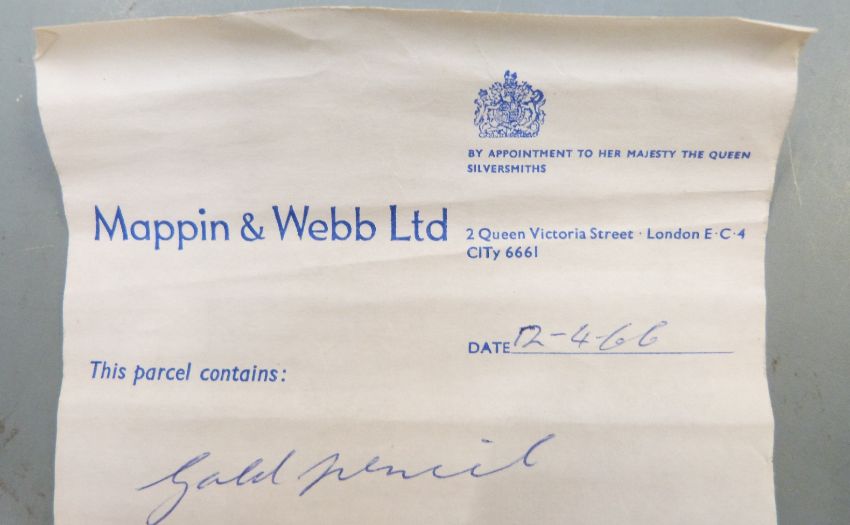 BY APPOINTMENT TO HER MAJESTY THE QUEEN
SILVERSMITHS
Mappin & Webb Ltd
2 Queen Victoria Street · London E·C·4
CITy 6661
DATE 12-4-66
This parcel contains:
Gold pencil